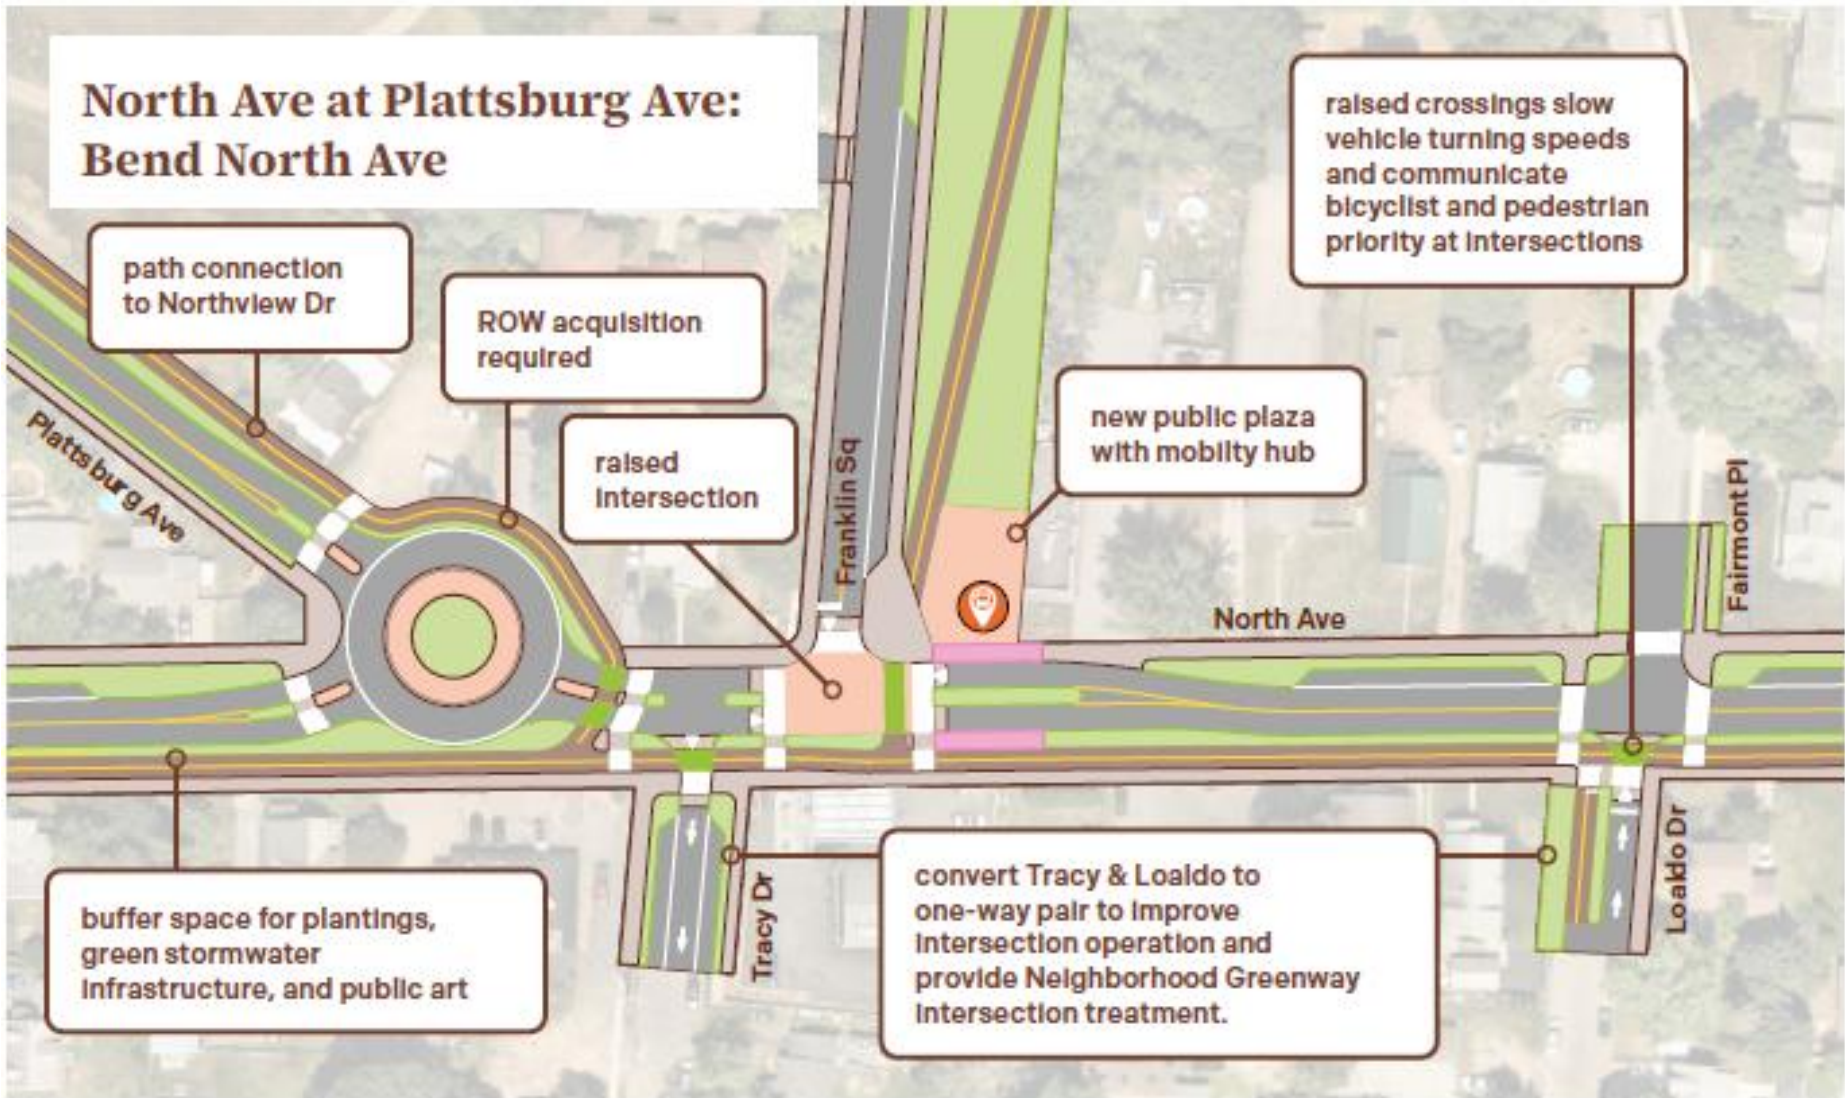 North Ave at Plattsburg Ave:
Bend North Ave
path connection
to Northview Dr
ROW acquisition
required
raised
intersection
raised crossings slow
vehicle turning speeds
and communicate
bicyclist and pedestrian
priority at intersections
new public plaza
with mobilty hub
Plattsburg Ave
Franklin Sq
North Ave
Fairmont Pl
Tracy Dr
Loaldo Dr
buffer space for plantings,
green stormwater
infrastructure, and public art
convert Tracy & Loaldo to
one-way pair to improve
intersection operation and
provide Neighborhood Greenway
intersection treatment.